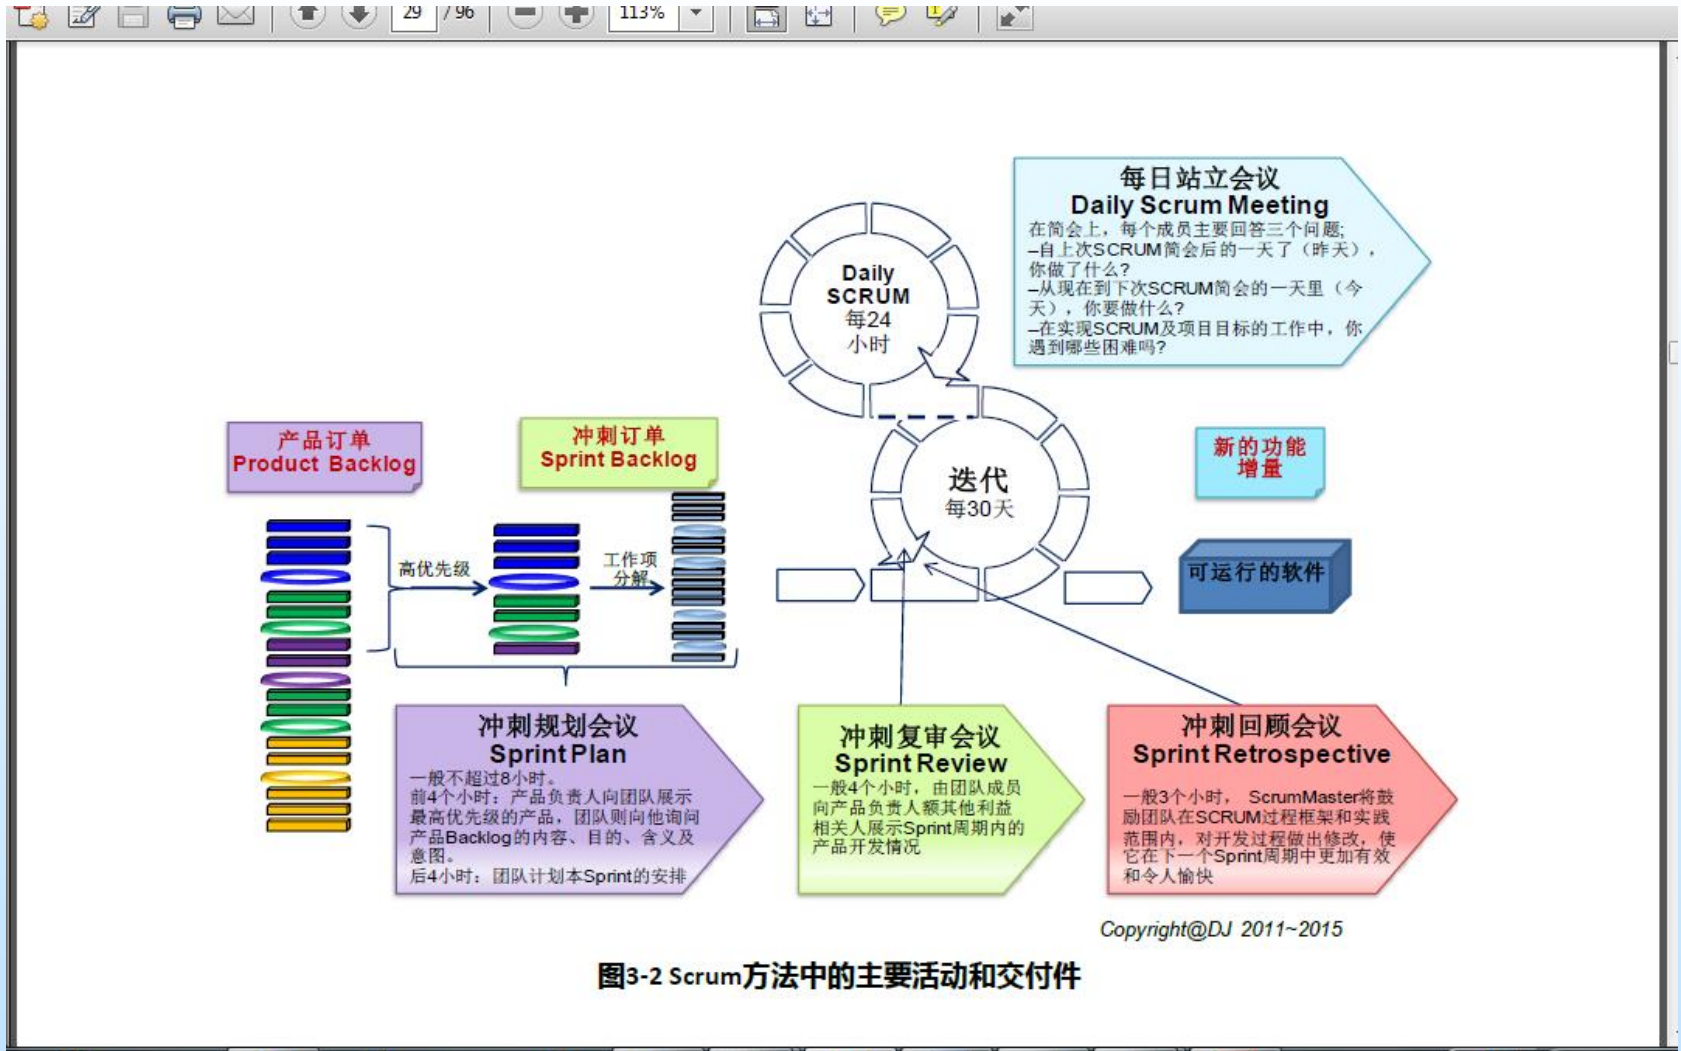 29 / 96
113%
每日站立会议
Daily Scrum Meeting
在简会上，每个成员主要回答三个问题;
–自上次SCRUM简会后的一天了（昨天），
你做了什么?
–从现在到下次SCRUM简会的一天里（今
天），你要做什么?
–在实现SCRUM及项目目标的工作中，你
遇到哪些困难吗?
Daily
SCRUM
每24
小时
产品订单
Product Backlog
冲刺订单
Sprint Backlog
迭代
每30天
新的功能
增量
高优先级
工作项
分解
可运行的软件
冲刺规划会议
Sprint Plan
一般不超过8小时。
前4个小时：产品负责人向团队展示
最高优先级的产品，团队则向他询问
产品Backlog的内容、目的、含义及
意图。
后4小时：团队计划本Sprint的安排
冲刺复审会议
Sprint Review
一般4个小时，由团队成员
向产品负责人额其他利益
相关人展示Sprint周期内的
产品开发情况
冲刺回顾会议
Sprint Retrospective
一般3个小时， ScrumMaster将鼓
励团队在SCRUM过程框架和实践
范围内，对开发过程做出修改，使
它在下一个Sprint周期中更加有效
和令人愉快
Copyright@DJ 2011~2015
图3-2 Scrum方法中的主要活动和交付件